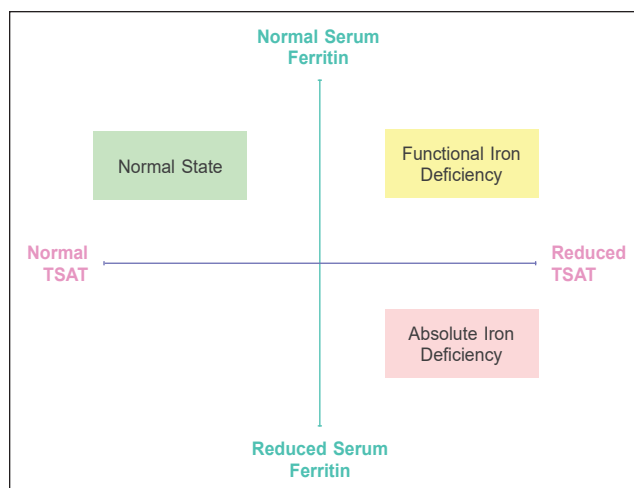 Normal Serum
Ferritin
Normal State
Functional Iron
Deficiency
Normal
TSAT
Reduced
TSAT
Absolute Iron
Deficiency
Reduced Serum
Ferritin